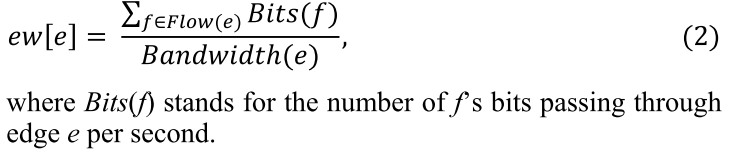 ew[e] = ∑f∈Flow(e) Bits(f) / Bandwidth(e), (2)
where Bits(f) stands for the number of f's bits passing through
edge e per second.